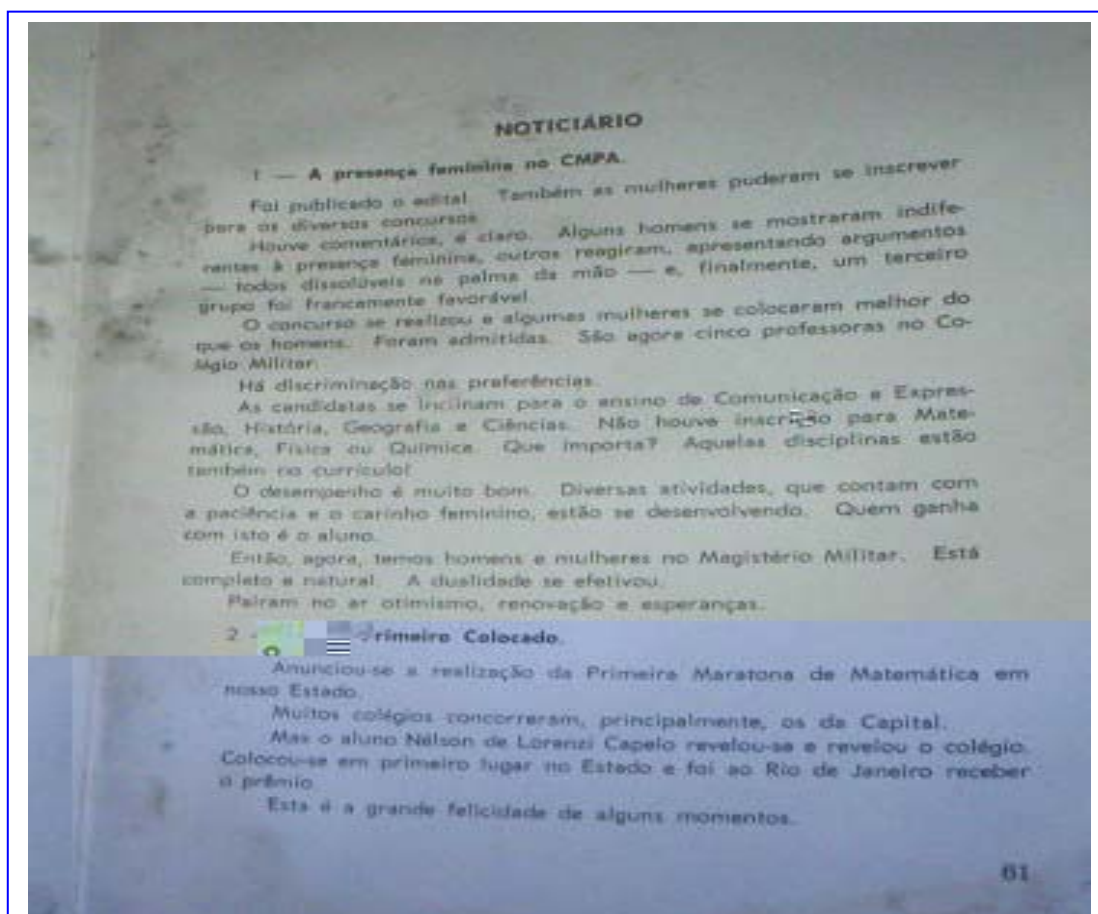 NOTICIÁRIO
1 — A presença feminina no CMPA.
Foi publicado o edital. Também as mulheres puderam se inscrever
para os diversos concursos.
Houve comentários, é claro. Alguns homens se mostraram indife-
rentes à presença feminina, outros reagiram, apresentando argumentos
— todos dissolúveis na palma da mão — e, finalmente, um terceiro
grupo foi francamente favorável.
O concurso se realizou e algumas mulheres se colocaram melhor do
que os homens. Foram admitidas. São agora cinco professoras no Co-
légio Militar.
Há discriminação nas preferências.
As candidatas se inclinam para o ensino de Comunicação e Expres-
são, História, Geografia e Ciências. Não houve inscrição para Mate-
mática, Física ou Química. Que importa? Aquelas disciplinas estão
também no currículo!
O desempenho é muito bom. Diversas atividades, que contam com
a paciência e o carinho feminino, estão se desenvolvendo. Quem ganha
com isto é o aluno.
Então, agora, temos homens e mulheres no Magistério Militar. Está
completo e natural. A dualidade se efetivou.
Pairam no ar otimismo, renovação e esperanças.
2 rimeiro Colocado.
Anunciou-se a realização da Primeira Maratona de Matemática em
nosso Estado.
Muitos colégios concorreram, principalmente, os da Capital.
Mas o aluno Nélson de Lorenzi Capelo revelou-se e revelou o colégio.
Colocou-se em primeiro lugar no Estado e foi ao Rio de Janeiro receber
o prêmio.
Esta é a grande felicidade de alguns momentos.
61